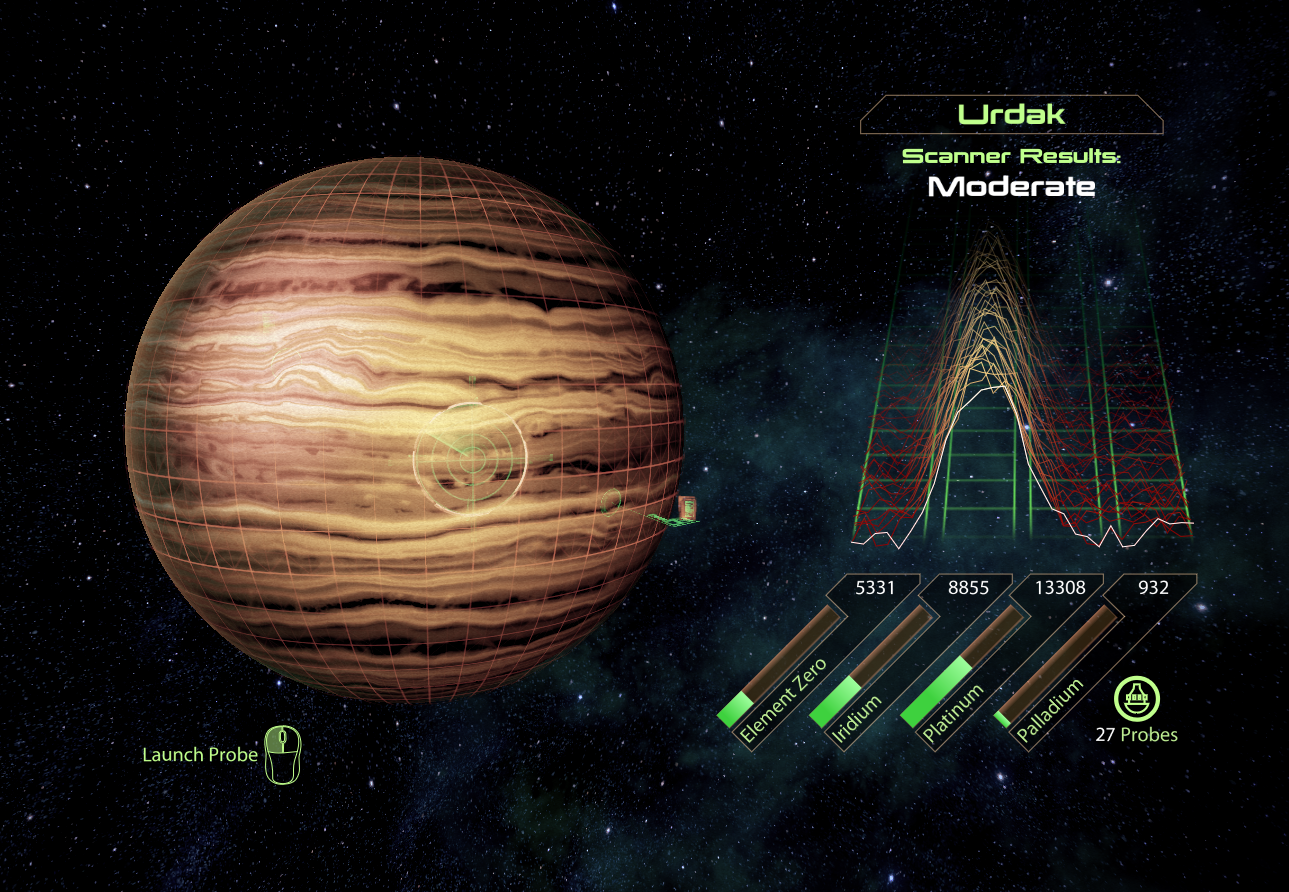 Urdak
Scanner Results:
Moderate
5331 8855 13308 932
Element Zero
Iridium
Platinum
Palladium
27 Probes
Launch Probe